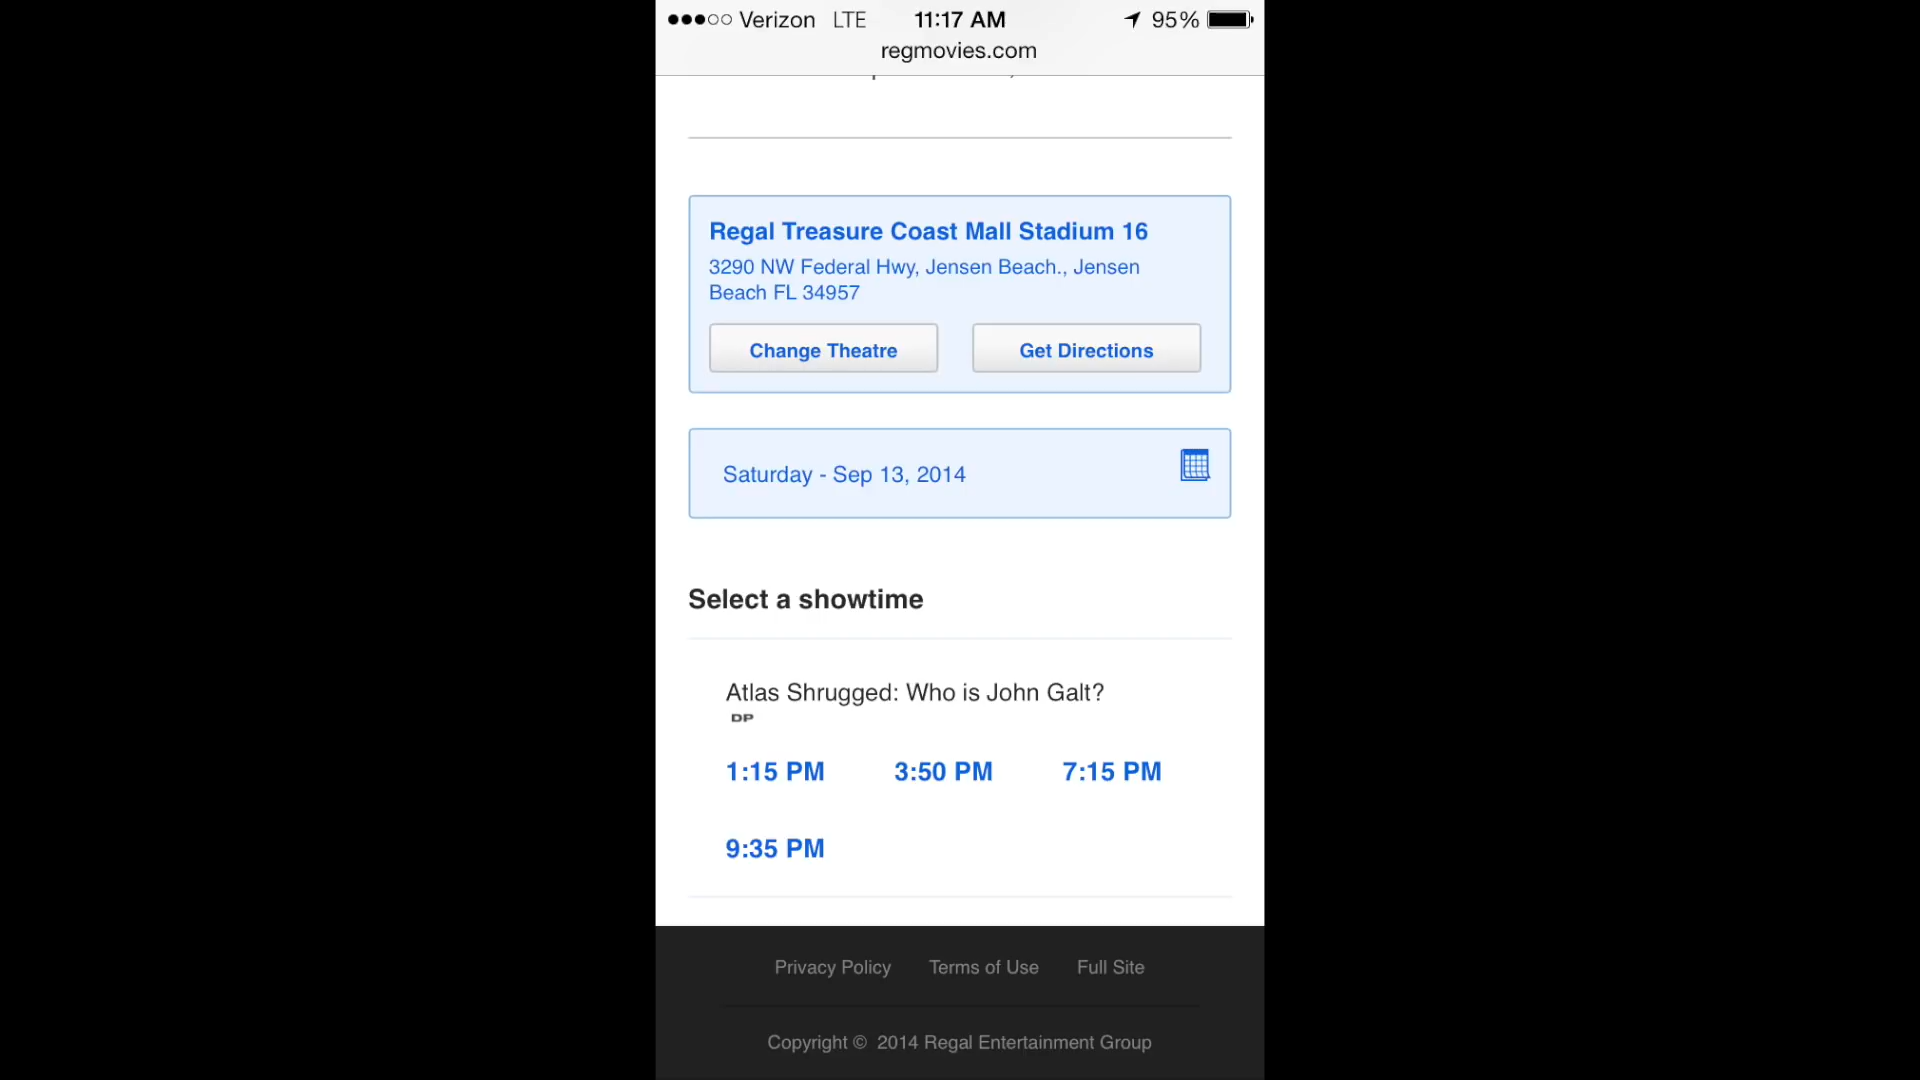 Verizon LTE 11:17 AM 95%
regmovies.com
Regal Treasure Coast Mall Stadium 16
3290 NW Federal Hwy, Jensen Beach., Jensen
Beach FL 34957
Change Theatre Get Directions
Saturday - Sep 13, 2014
Select a showtime
Atlas Shrugged: Who is John Galt?
DP
1:15 PM 3:50 PM 7:15 PM
9:35 PM
Privacy Policy Terms of Use Full Site
Copyright © 2014 Regal Entertainment Group